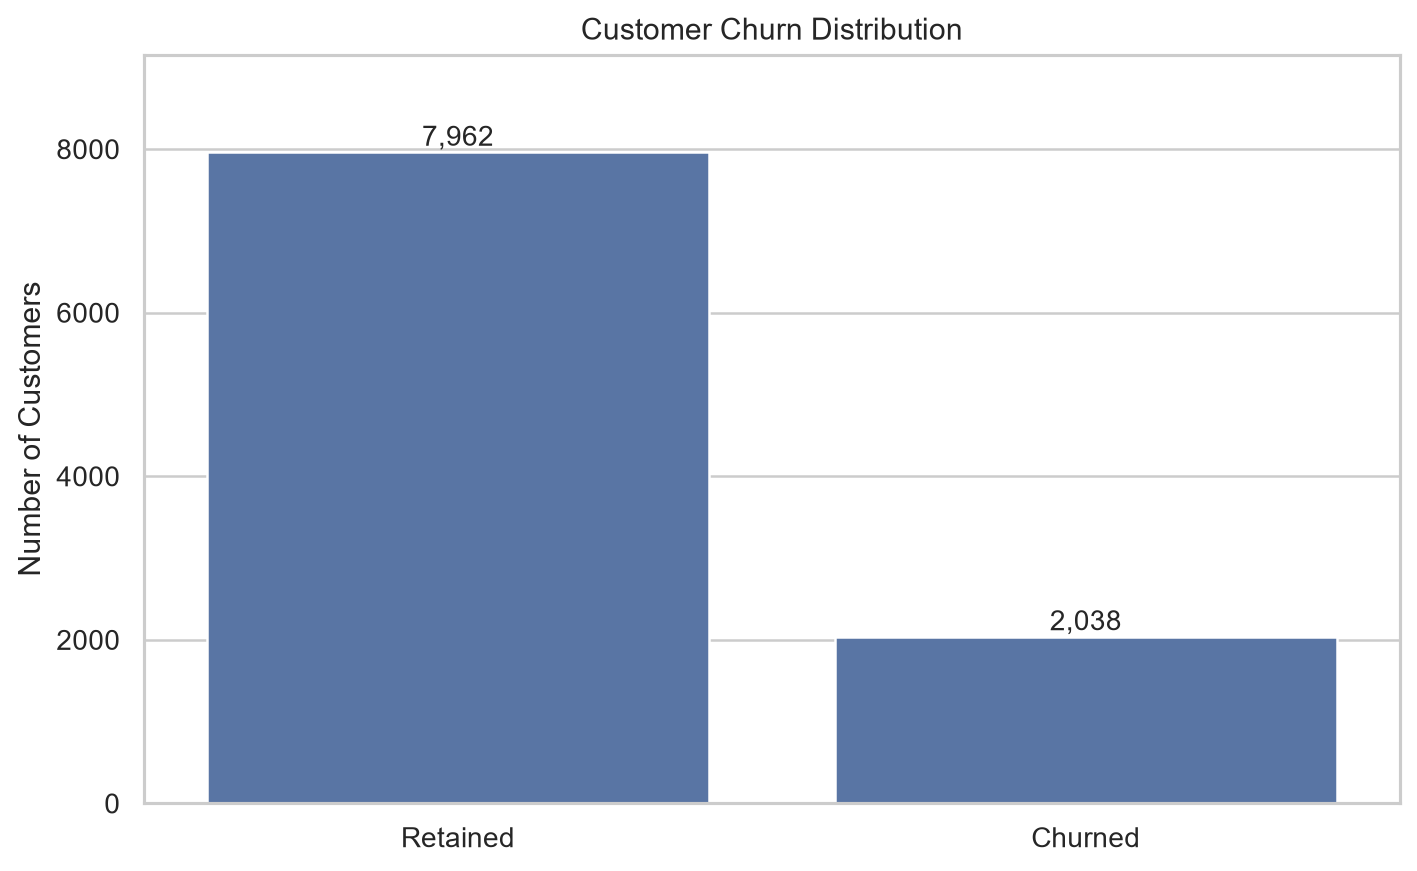 Customer Churn Distribution
Number of Customers
8000
6000
4000
2000
0
7,962
2,038
Retained
Churned